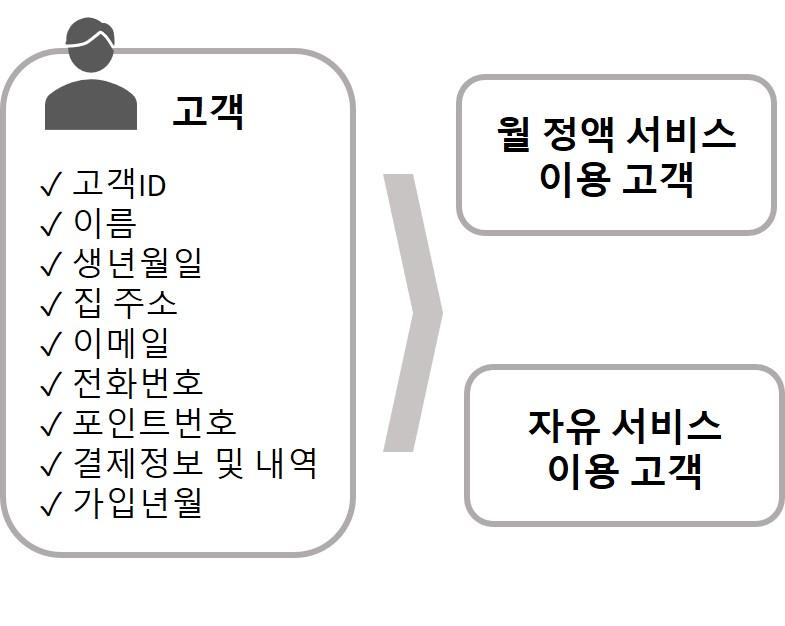 고객
✓ 고객ID
✓ 이름
✓ 생년월일
✓ 집 주소
✓ 이메일
✓ 전화번호
✓ 포인트번호
✓ 결제정보 및 내역
✓ 가입년월
월 정액 서비스
이용 고객
자유 서비스
이용 고객